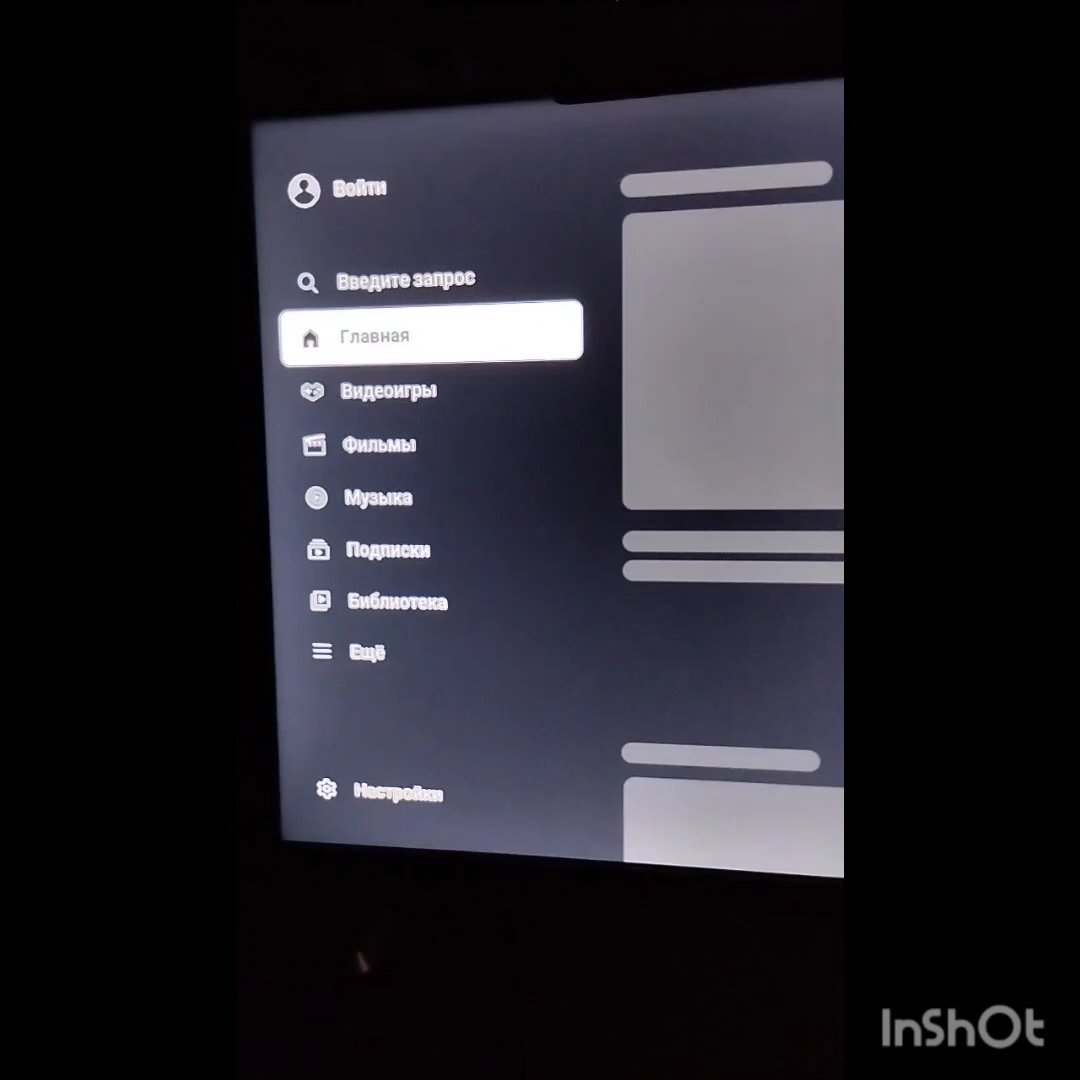 Войти
Введите запрос
Главная
Видеоигры
Фильмы
Музыка
Подписки
Библиотека
Ещё
Настройки
InShOt